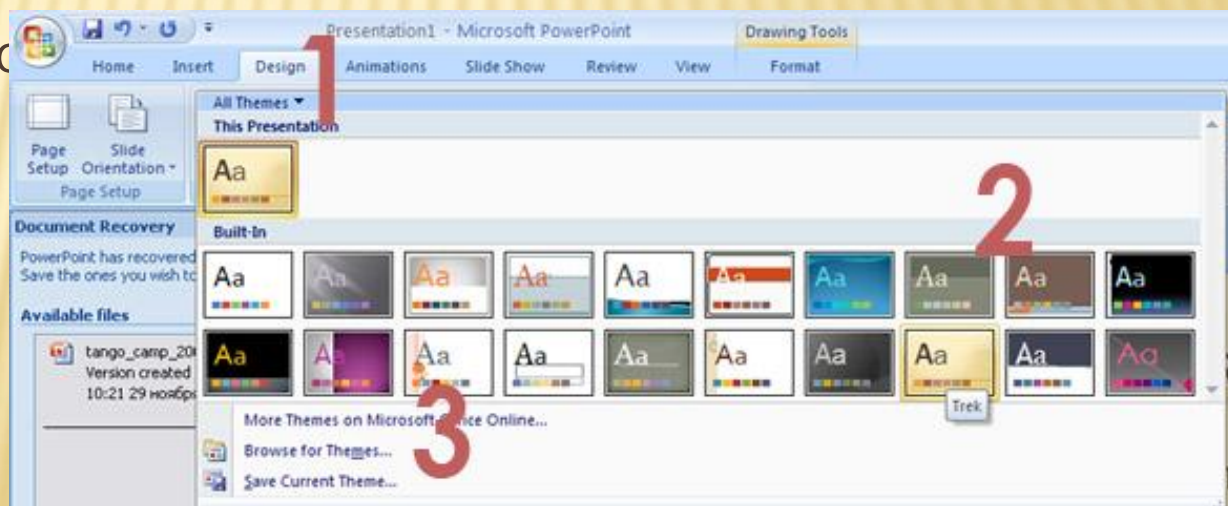 Presentation1 - Microsoft PowerPoint
Drawing Tools
Home Insert Design Animations Slide Show Review View Format
1
All Themes
This Presentation
Page Setup
Slide Orientation
Page Setup
Aa
2
Document Recovery
Built-In
PowerPoint has recovered
Save the ones you wish to
Aa Aa Aa Aa Aa Aa Aa Aa Aa Aa
Available files
tango_camp_20
Version created
10:21 29 ноябр
Aa Aa Aa Aa Aa Aa Aa Aa Aa Aa
Trek
3
More Themes on Microsoft Office Online...
Browse for Themes...
Save Current Theme...